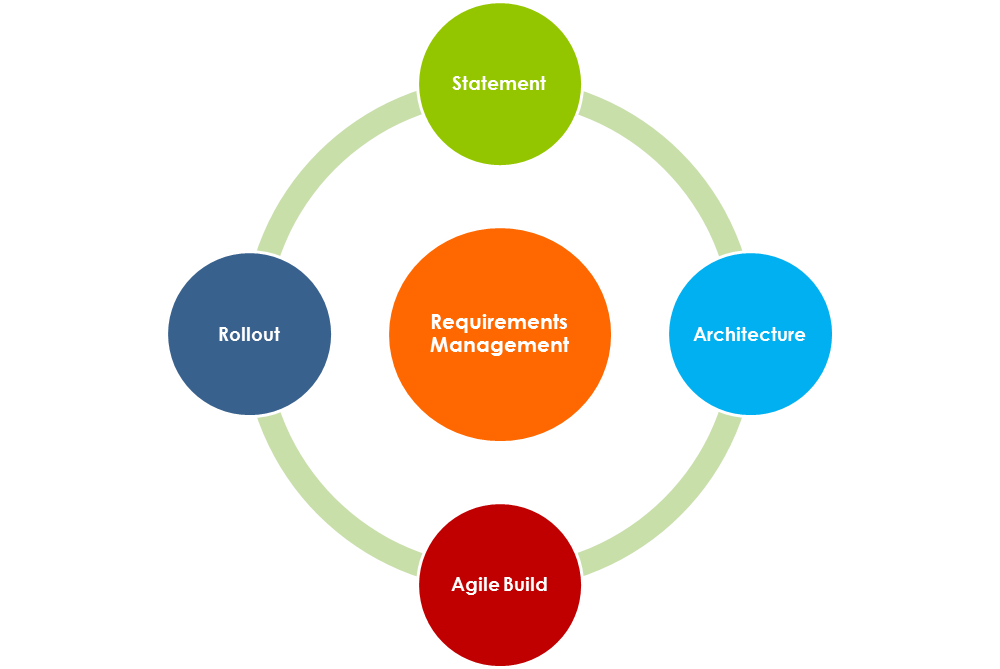 Statement
Rollout
Requirements
Management
Architecture
Agile Build